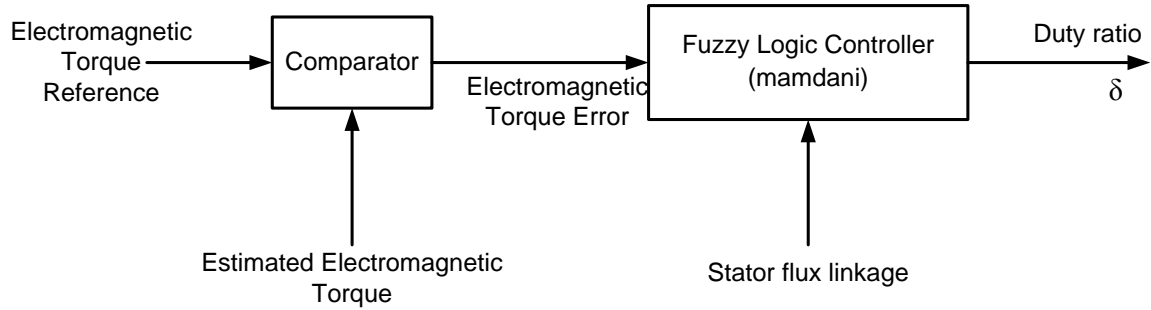 Electromagnetic
Torque
Reference
Comparator
Electromagnetic
Torque Error
Fuzzy Logic Controller
(mamdani)
Duty ratio
δ
Estimated Electromagnetic
Torque
Stator flux linkage